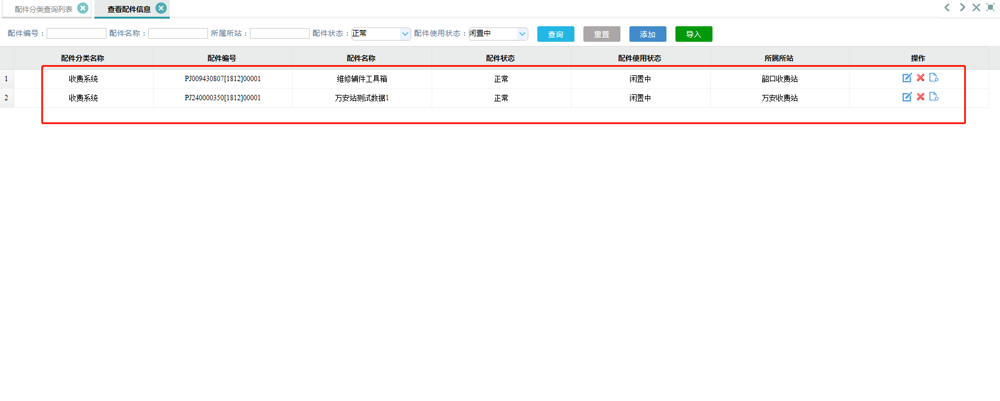 配件分类查询列表 查看配件信息
配件编号： 配件名称： 所属所站： 配件状态： 正常 配件使用状态： 闲置中 查询 重置 添加 导入
配件分类名称 配件编号 配件名称 配件状态 配件使用状态 所属所站 操作
1 收费系统 PJ009430807[1812]00001 维修辅件工具箱 正常 闲置中 韶口收费站
2 收费系统 PJ240000350[1812]00001 万安站测试数据1 正常 闲置中 万安收费站